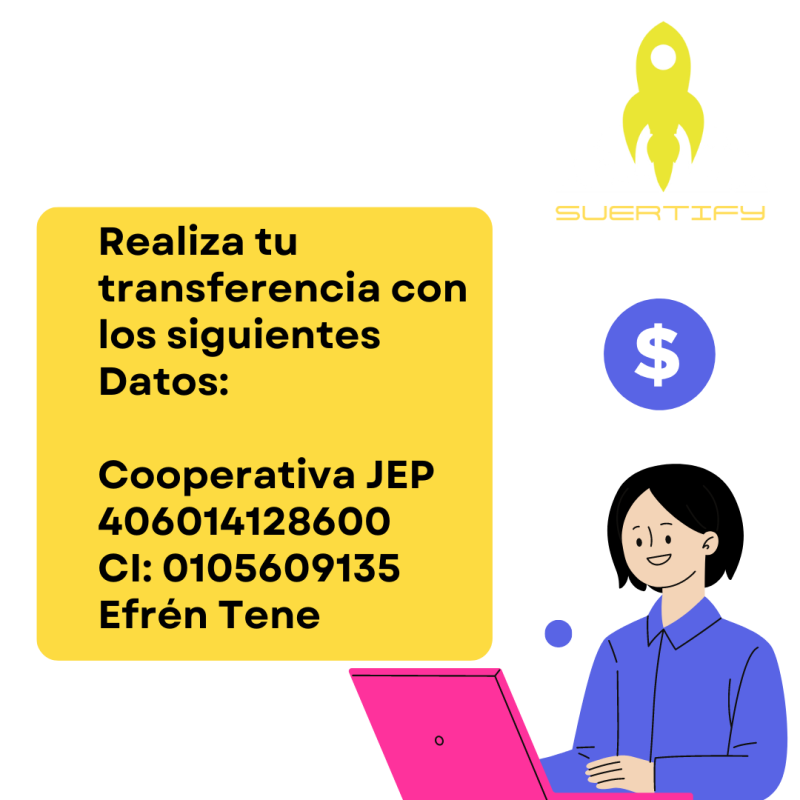 SUERTIFY
Realiza tu
transferencia con
los siguientes
Datos:
$
Cooperativa JEP
406014128600
CI: 0105609135
Efrén Tene